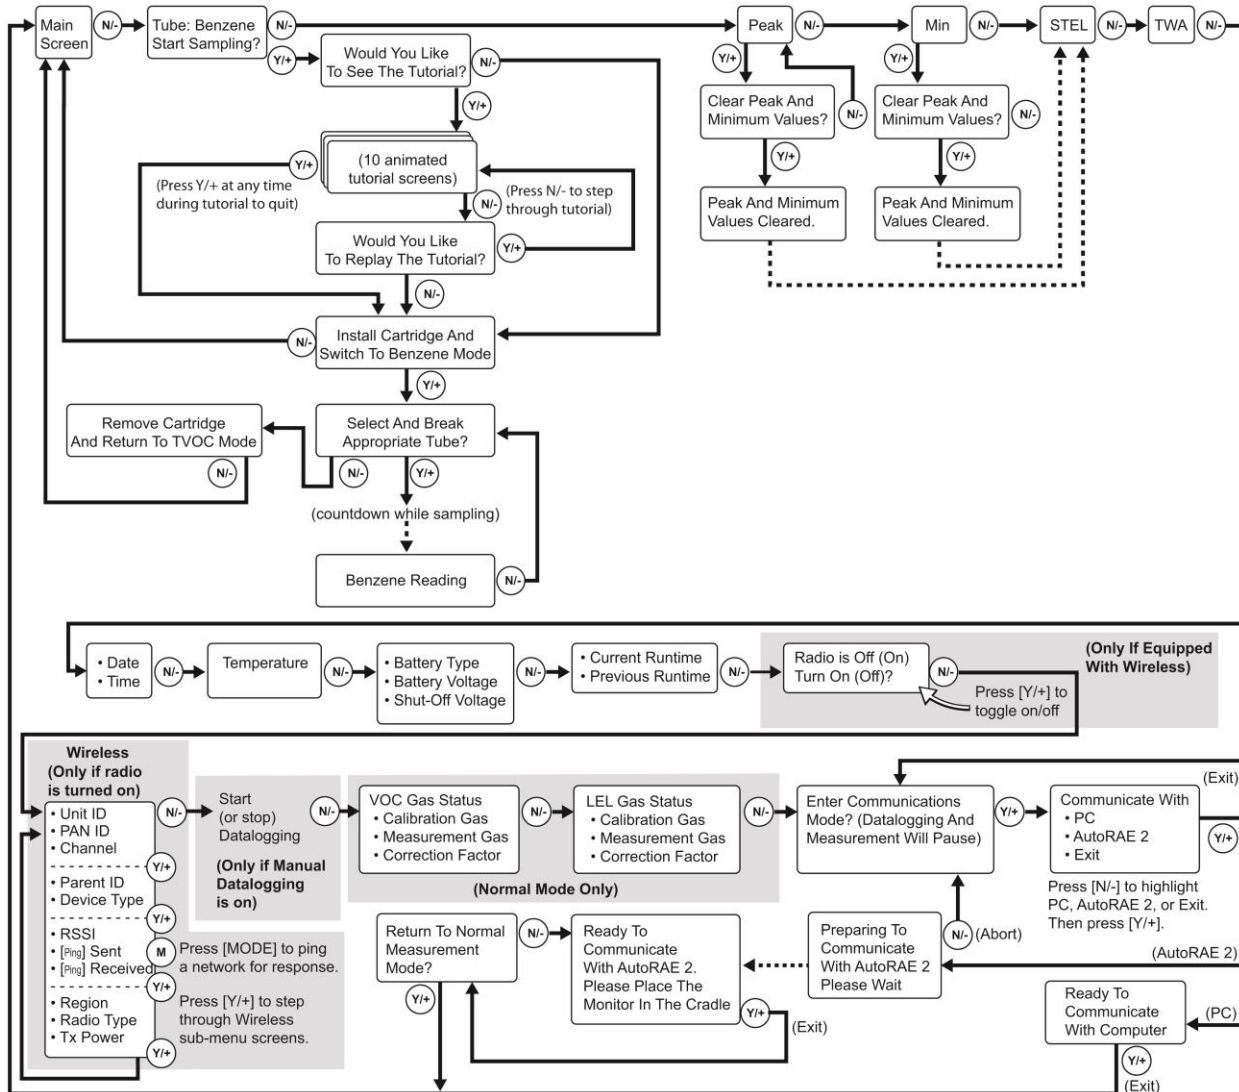 Main
Screen
N/-
Tube: Benzene
Start Sampling?
N/-
Y/+
Would You Like
To See The Tutorial?
N/-
Y/+
(10 animated
tutorial screens)
Y/+
(Press Y/+ at any time
during tutorial to quit)
N/-
(Press N/- to step
through tutorial)
Would You Like
To Replay The Tutorial?
Y/+
N/-
Install Cartridge And
Switch To Benzene Mode
N/-
Y/+
Select And Break
Appropriate Tube?
N/-
Y/+
Remove Cartridge
And Return To TVOC Mode
N/-
(countdown while sampling)
Benzene Reading
N/-
Peak
N/-
Y/+
Clear Peak And
Minimum Values?
N/-
Y/+
Peak And Minimum
Values Cleared.
Min
N/-
Y/+
Clear Peak And
Minimum Values?
N/-
Y/+
Peak And Minimum
Values Cleared.
STEL
N/-
TWA
N/-
• Date
• Time
N/-
Temperature
N/-
• Battery Type
• Battery Voltage
• Shut-Off Voltage
N/-
• Current Runtime
• Previous Runtime
N/-
Radio is Off (On)
Turn On (Off)?
N/-
(Only If Equipped
With Wireless)
Press [Y/+] to
toggle on/off
Wireless
(Only if radio
is turned on)
• Unit ID
• PAN ID
• Channel
N/-
Y/+
• Parent ID
• Device Type
Y/+
• RSSI
• [Ping] Sent
• [Ping] Received
M
Press [MODE] to ping
a network for response.
Y/+
• Region
• Radio Type
• Tx Power
Y/+
Press [Y/+] to step
through Wireless
sub-menu screens.
Start
(or stop)
Datalogging
N/-
(Only if Manual
Datalogging
is on)
VOC Gas Status
• Calibration Gas
• Measurement Gas
• Correction Factor
N/-
LEL Gas Status
• Calibration Gas
• Measurement Gas
• Correction Factor
N/-
(Normal Mode Only)
Enter Communications
Mode? (Datalogging And
Measurement Will Pause)
Y/+
Communicate With
• PC
• AutoRAE 2
• Exit
(Exit)
Y/+
Press [N/-] to highlight
PC, AutoRAE 2, or Exit.
Then press [Y/+].
(AutoRAE 2)
(PC)
Preparing To
Communicate
With AutoRAE 2
Please Wait
N/-
(Abort)
Ready To
Communicate
With AutoRAE 2.
Please Place The
Monitor In The Cradle
Y/+
(Exit)
Return To Normal
Measurement
Mode?
N/-
Y/+
Ready To
Communicate
With Computer
Y/+
(Exit)